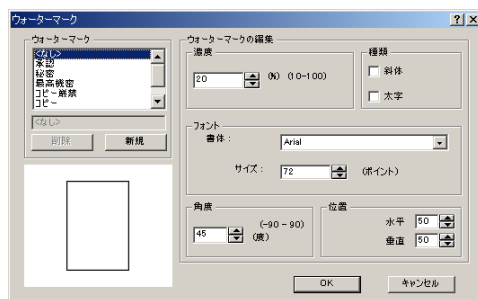 ウォーターマーク
ウォーターマーク
<なし>
承認
秘密
最高機密
コピー厳禁
コピー
<なし>
削除
新規
ウォーターマークの編集
濃度
20
(%) (10-100)
種類
斜体
太字
フォント
書体:
Arial
サイズ:
72
(ポイント)
角度
45
(-90 - 90)
(度)
位置
水平 50
垂直 50
OK
キャンセル